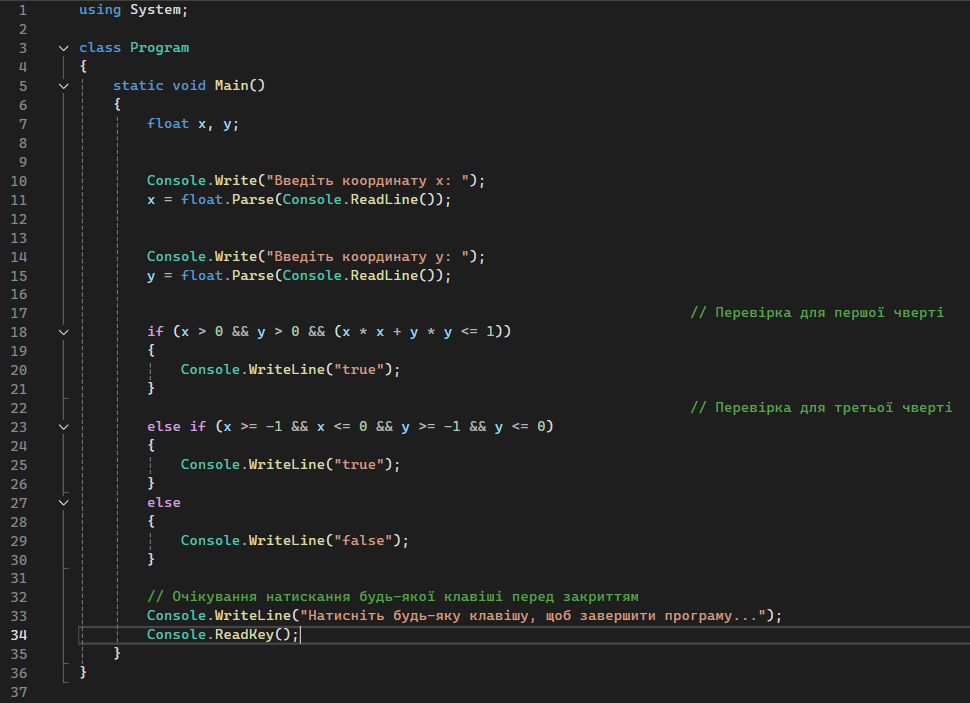 1 using System;
2
3 class Program
4 {
5 static void Main()
6 {
7 float x, y;
8
9
10 Console.Write("Введіть координату x: ");
11 x = float.Parse(Console.ReadLine());
12
13
14 Console.Write("Введіть координату y: ");
15 y = float.Parse(Console.ReadLine());
16
17 // Перевірка для першої чверті
18 if (x > 0 && y > 0 && (x * x + y * y <= 1))
19 {
20 Console.WriteLine("true");
21 }
22 // Перевірка для третьої чверті
23 else if (x >= -1 && x <= 0 && y >= -1 && y <= 0)
24 {
25 Console.WriteLine("true");
26 }
27 else
28 {
29 Console.WriteLine("false");
30 }
31
32 // Очікування натискання будь-якої клавіші перед закриттям
33 Console.WriteLine("Натисніть будь-яку клавішу, щоб завершити програму...");
34 Console.ReadKey();
35 }
36 }
37